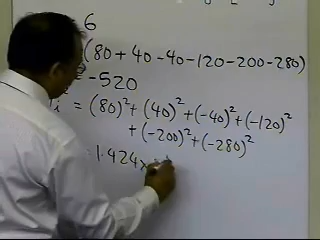 6
(80 + 40 - 40 - 120 - 200 - 280)
-520
= (80)² + (40)² + (-40)² + (-120)²
+ (-200)² + (-280)²
1.424x